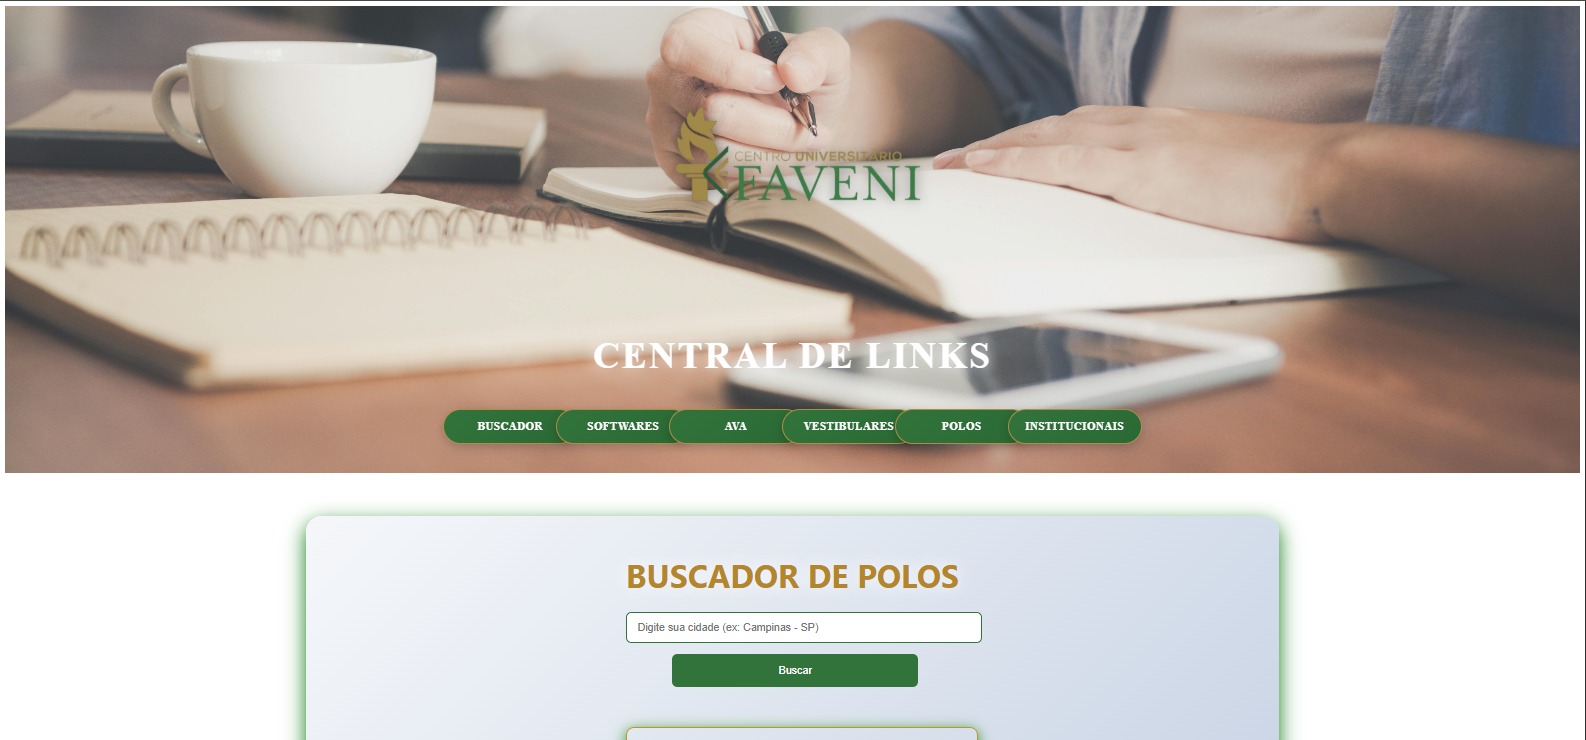 CENTRO UNIVERSITÁRIO
FAVENI
CENTRAL DE LINKS
BUSCADOR
SOFTWARES
AVA
VESTIBULARES
POLOS
INSTITUCIONAIS
BUSCADOR DE POLOS
Digite sua cidade (ex: Campinas - SP)
Buscar